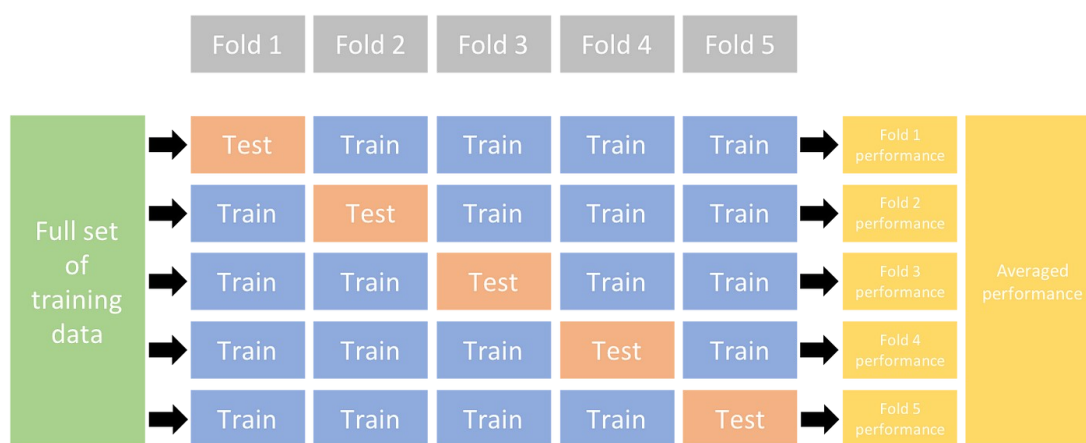 Fold 1 Fold 2 Fold 3 Fold 4 Fold 5
Full set
of
training
data
Test Train Train Train Train
Fold 1
performance
Train Test Train Train Train
Fold 2
performance
Train Train Test Train Train
Fold 3
performance
Train Train Train Test Train
Fold 4
performance
Train Train Train Train Test
Fold 5
performance
Averaged
performance